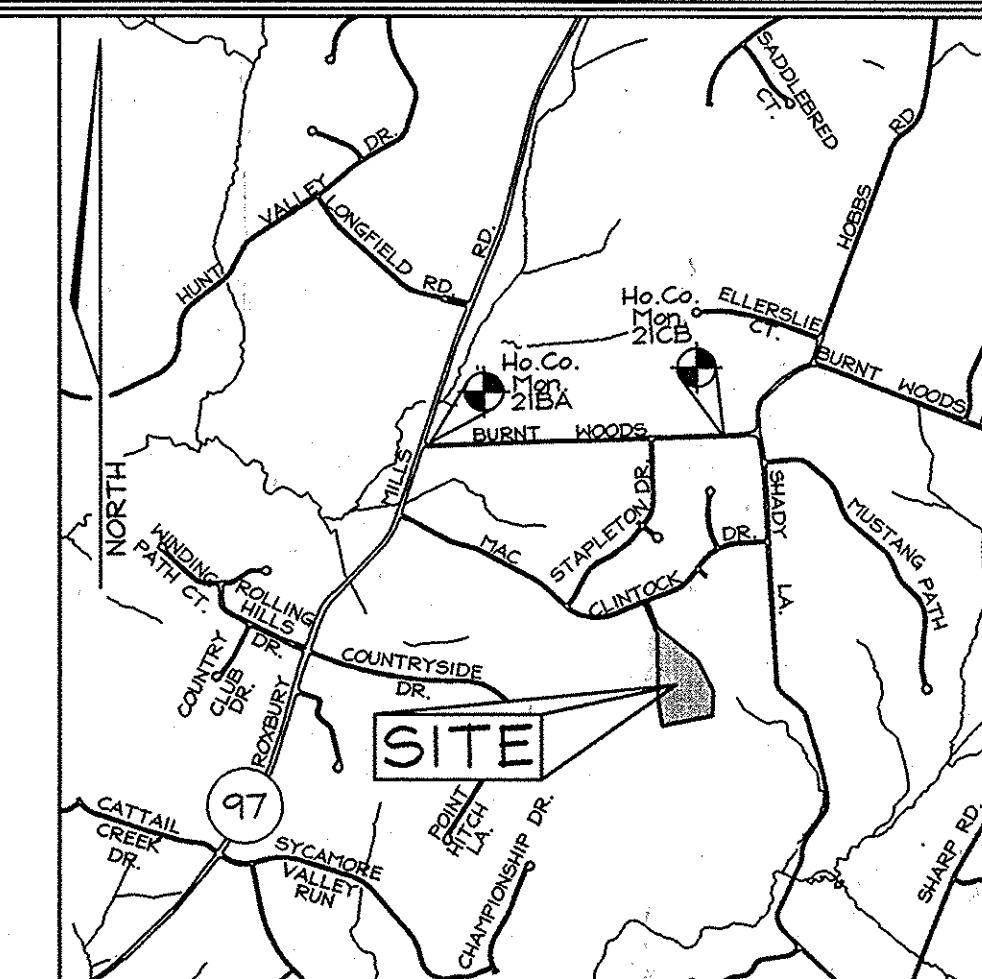 SADDLEBRED
CT.
HUNT VALLEY DR.
LONGFIELD RD.
RD.
HOBBS RD
Ho.Co.
Mon.
21CB
ELLERSLIE
CT.
Ho.Co.
Mon.
21BA
BURNT WOODS
BURNT WOODS
NORTH
MILLS
MAC
STAPLETON DR.
CLINTOCK DR.
SHADY LA.
MUSTANG PATH
WINDING
PATH CT.
ROLLING
HILLS
DR.
COUNTRY
CLUB
DR.
COUNTRYSIDE
DR.
ROXBURY
SITE
97
CATTAIL
CREEK
DR.
SYCAMORE
VALLEY
RUN
POINT
HITCH
LA.
CHAMPIONSHIP DR.
SHARP RD.